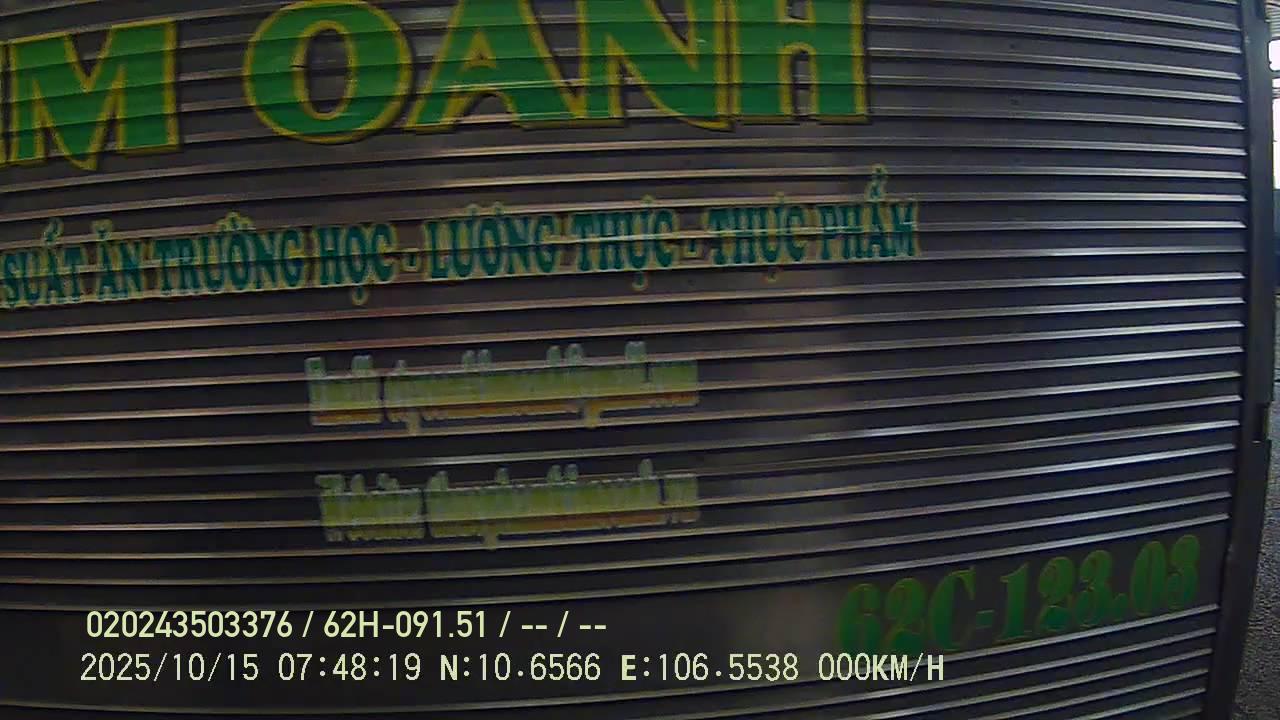 M OANH
SUẤT ĂN TRƯỜNG HỌC - LƯƠNG THỰC - THỰC PHẨM
62C-123.03
020243503376 / 62H-091.51 / -- / --
2025/10/15 07:48:19 N:10.6566 E:106.5538 000KM/H